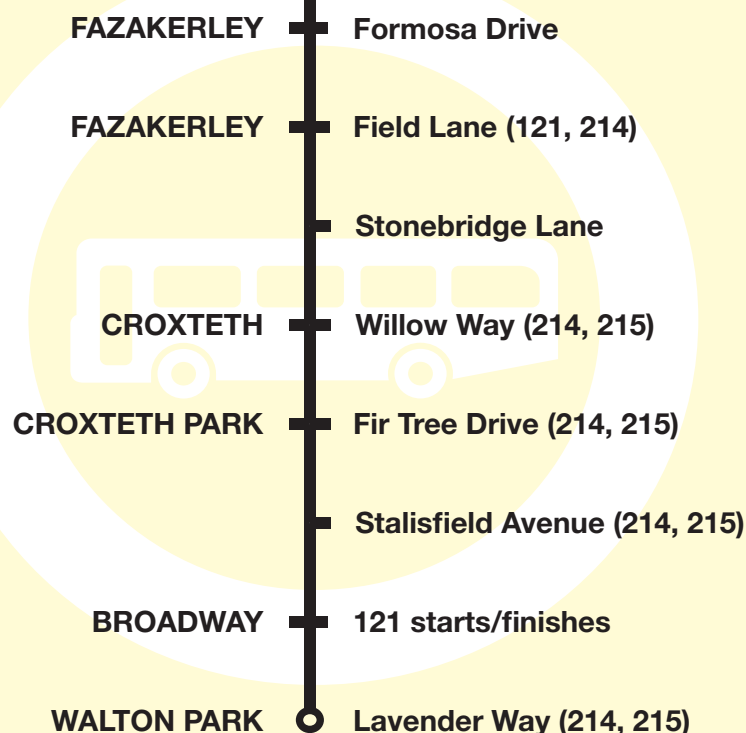 FAZAKERLEY Formosa Drive
FAZAKERLEY Field Lane (121, 214)
Stonebridge Lane
CROXTETH Willow Way (214, 215)
CROXTETH PARK Fir Tree Drive (214, 215)
Stalisfield Avenue (214, 215)
BROADWAY 121 starts/finishes
WALTON PARK Lavender Way (214, 215)